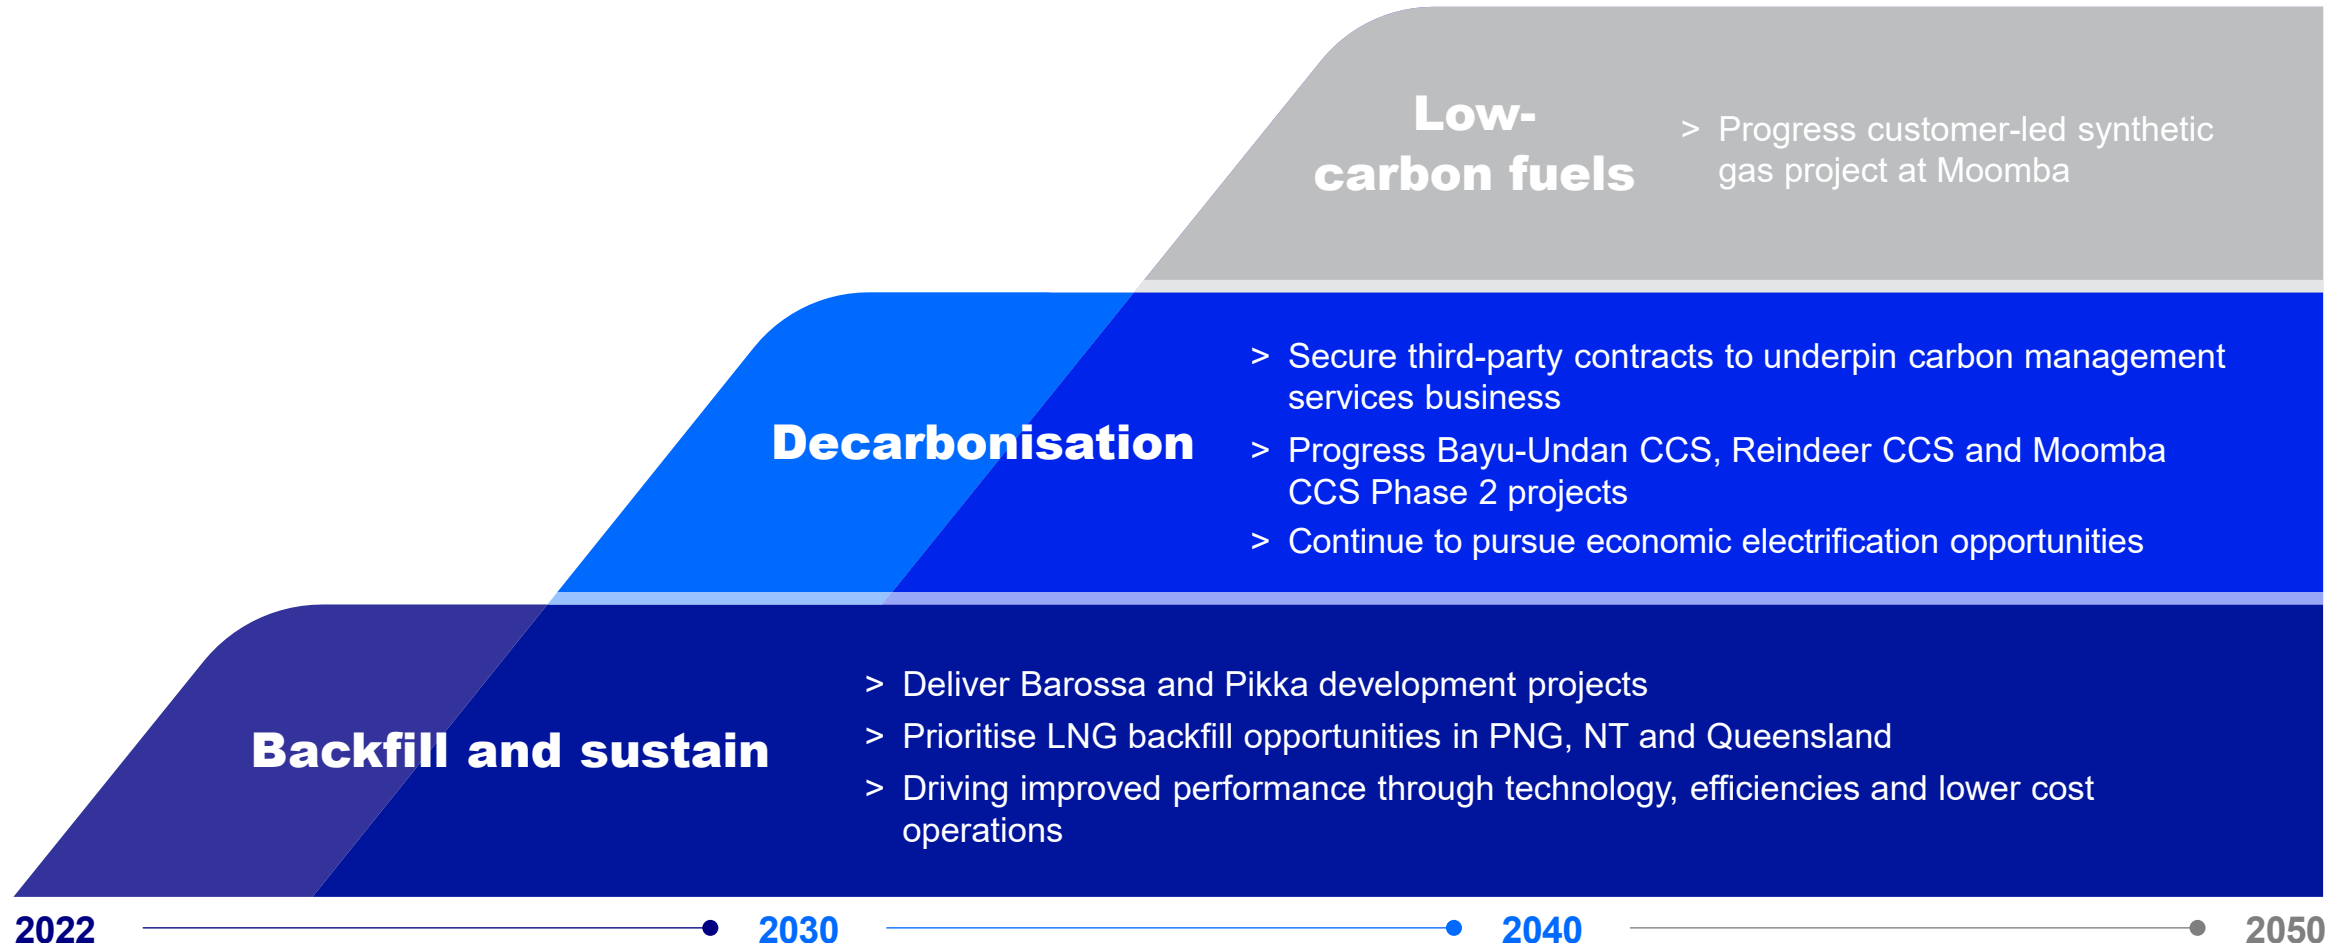 Low-
carbon fuels
> Progress customer-led synthetic
gas project at Moomba
Decarbonisation
> Secure third-party contracts to underpin carbon management
services business
> Progress Bayu-Undan CCS, Reindeer CCS and Moomba
CCS Phase 2 projects
> Continue to pursue economic electrification opportunities
Backfill and sustain
> Deliver Barossa and Pikka development projects
> Prioritise LNG backfill opportunities in PNG, NT and Queensland
> Driving improved performance through technology, efficiencies and lower cost
operations
2022 2030 2040 2050